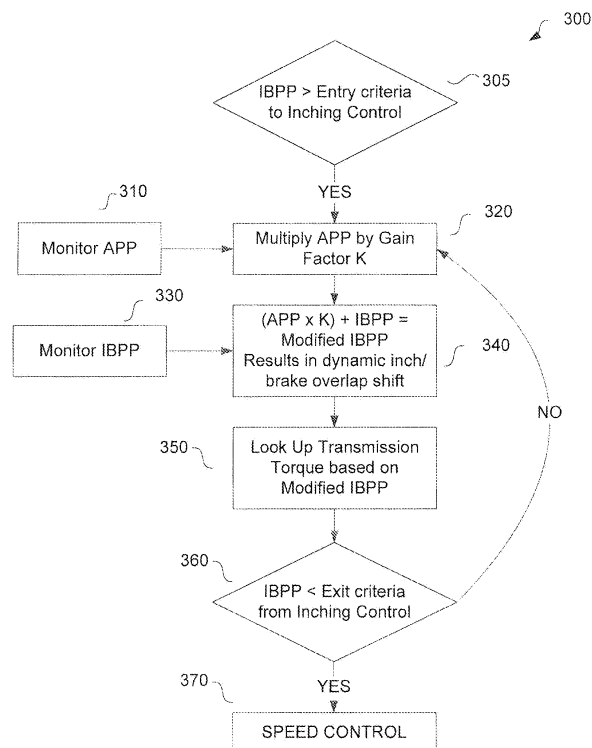 300
305
IBPP > Entry criteria
to Inching Control
YES
310
Monitor APP
320
Multiply APP by Gain
Factor K
330
Monitor IBPP
(APP x K) + IBPP =
Modified IBPP
Results in dynamic inch/
brake overlap shift
340
NO
350
Look Up Transmission
Torque based on
Modified IBPP
360
IBPP < Exit criteria
from Inching Control
YES
370
SPEED CONTROL